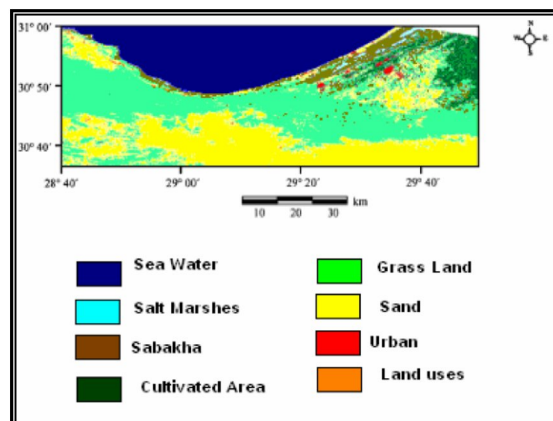 31° 00'
30° 50'
30° 40'
28° 40'
29° 00'
29° 20'
29° 40'
N
W
E
S
km
10
20
30
Sea Water
Grass Land
Salt Marshes
Sand
Sabakha
Urban
Cultivated Area
Land uses